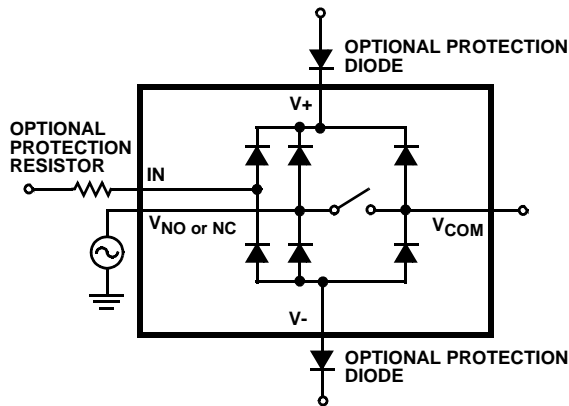 OPTIONAL PROTECTION
DIODE
V+
OPTIONAL
PROTECTION
RESISTOR
IN
VNO or NC
VCOM
V-
OPTIONAL PROTECTION
DIODE